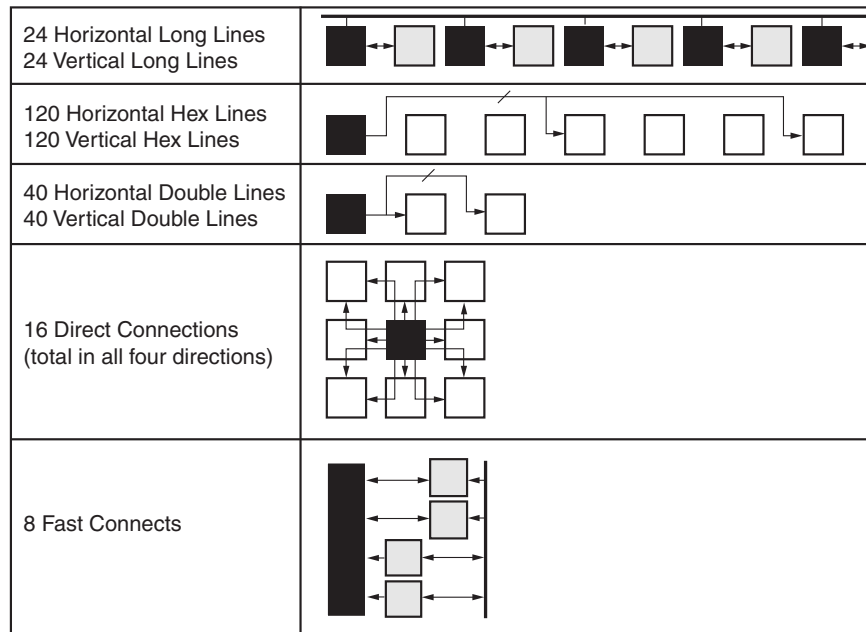 24 Horizontal Long Lines
24 Vertical Long Lines
120 Horizontal Hex Lines
120 Vertical Hex Lines
40 Horizontal Double Lines
40 Vertical Double Lines
16 Direct Connections
(total in all four directions)
8 Fast Connects